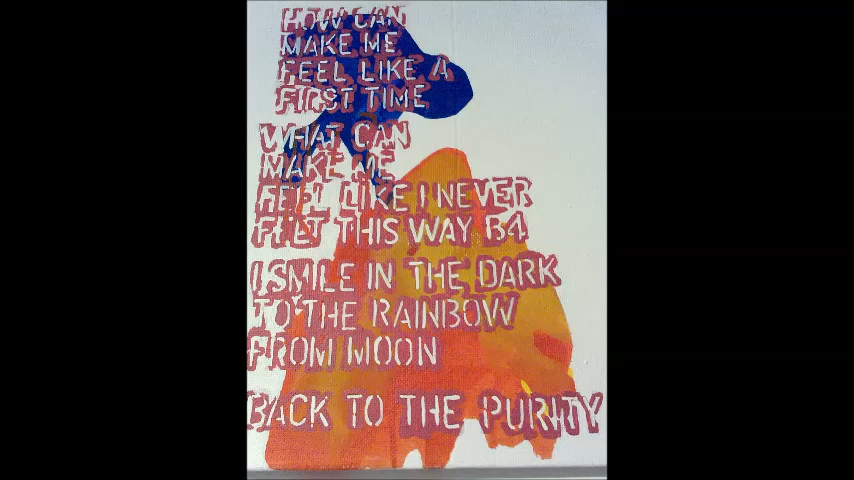 HOW CAN
MAKE ME
FEEL LIKE A
FIRST TIME
WHAT CAN
MAKE ME
FEEL LIKE I NEVER
FELT THIS WAY B4
I SMILE IN THE DARK
TO THE RAINBOW
FROM MOON
BACK TO THE PURITY